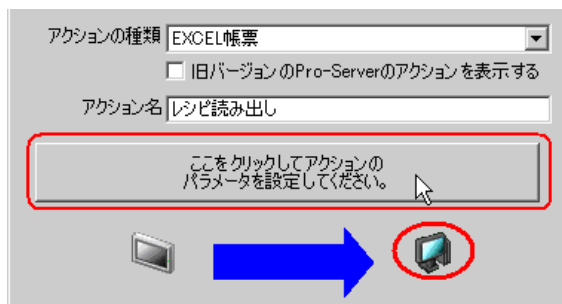 アクションの種類 EXCEL帳票
旧バージョンのPro-Serverのアクションを表示する
アクション名 レシピ読み出し
ここをクリックしてアクションの
パラメータを設定してください。